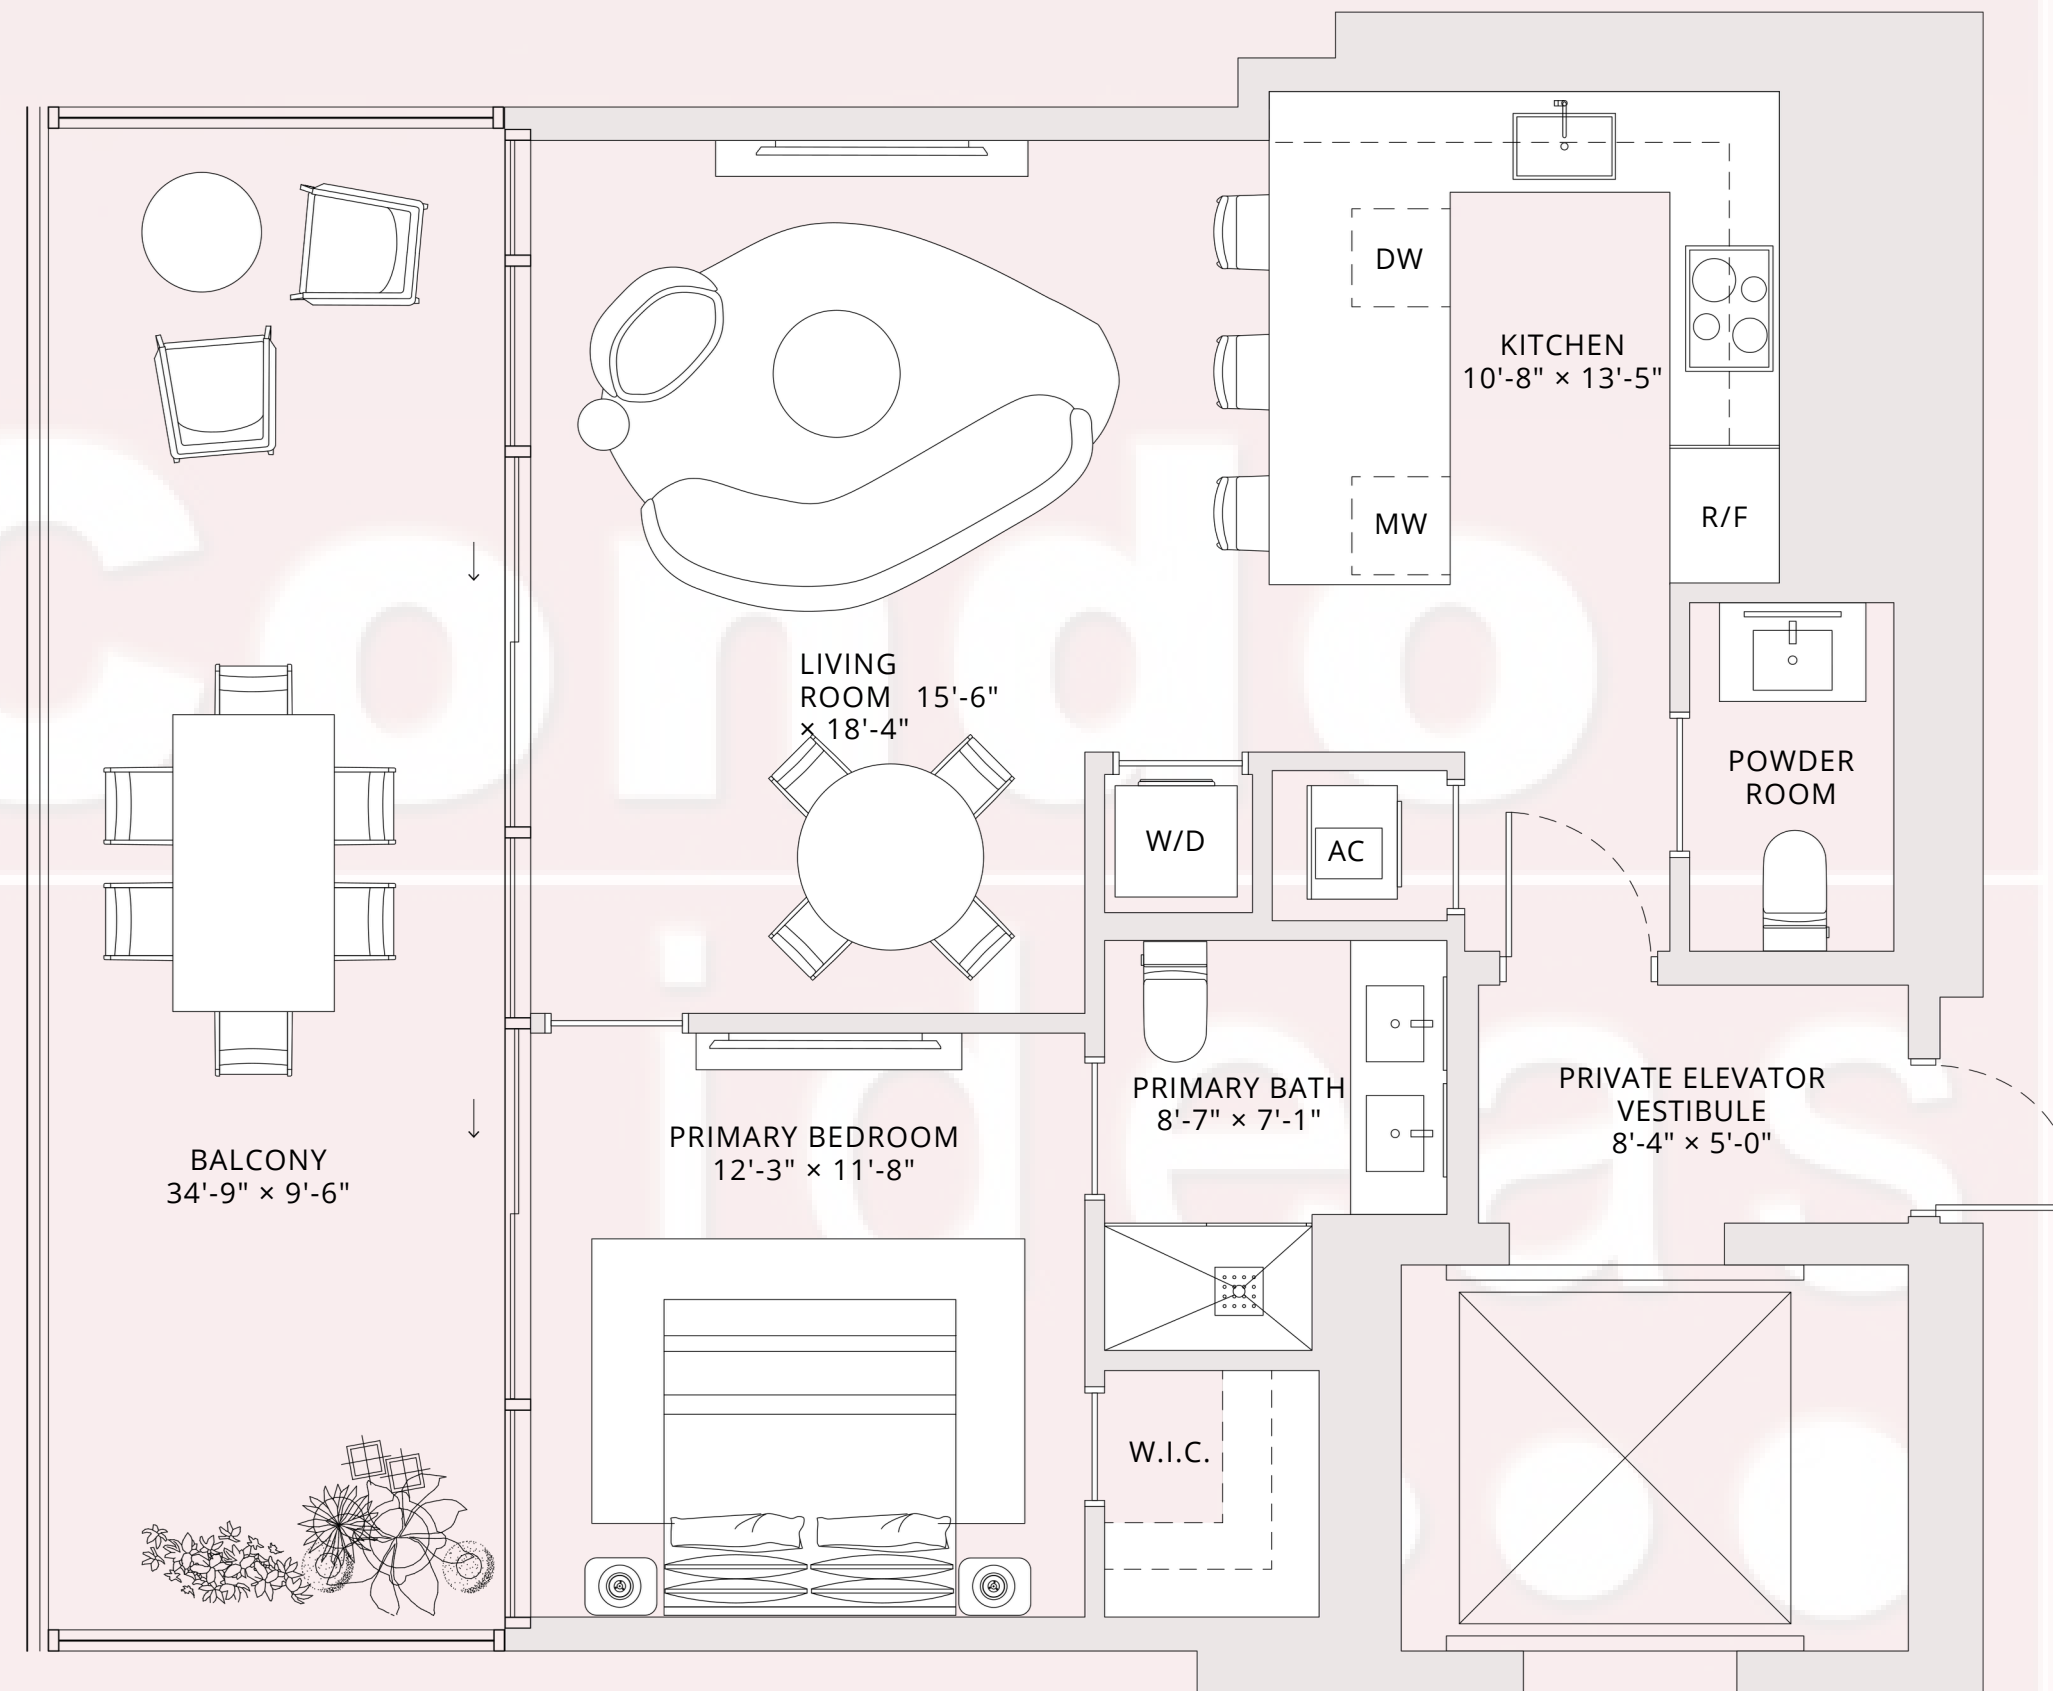 DW
KITCHEN
10'-8" × 13'-5"
MW
R/F
LIVING
ROOM 15'-6"
× 18'-4"
POWDER
ROOM
W/D
AC
PRIMARY BATH
8'-7" × 7'-1"
PRIVATE ELEVATOR
VESTIBULE
8'-4" × 5'-0"
PRIMARY BEDROOM
12'-3" × 11'-8"
BALCONY
34'-9" × 9'-6"
W.I.C.
Condo
ideas